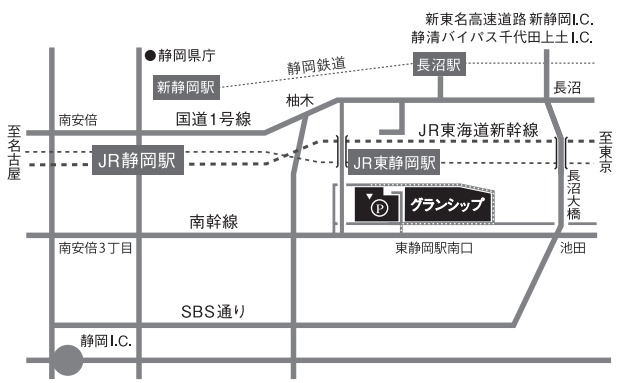 新東名高速道路 新静岡I.C.
静清バイパス千代田上土I.C.
●静岡県庁
静岡鉄道
長沼駅
新静岡駅
柚木
長沼
南安倍
国道1号線
JR東海道新幹線
至名古屋
至東京
JR静岡駅
JR東静岡駅
長沼大橋
P
グランシップ
南幹線
南安倍3丁目
東静岡駅南口
池田
SBS通り
静岡I.C.